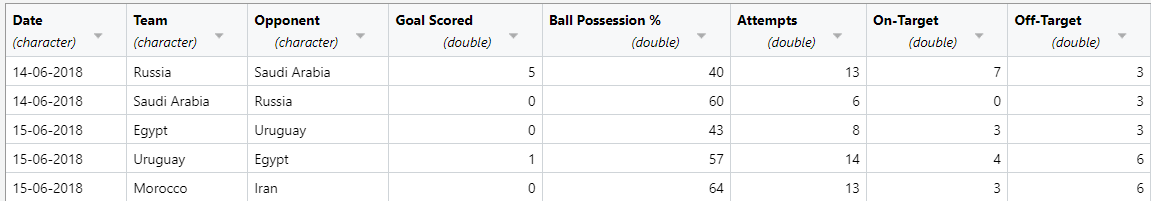 Date Team Opponent Goal Scored Ball Possession % Attempts On-Target Off-Target
(character) (character) (character) (double) (double) (double) (double) (double)
14-06-2018 Russia Saudi Arabia 5 40 13 7 3
14-06-2018 Saudi Arabia Russia 0 60 6 0 3
15-06-2018 Egypt Uruguay 0 43 8 3 3
15-06-2018 Uruguay Egypt 1 57 14 4 6
15-06-2018 Morocco Iran 0 64 13 3 6